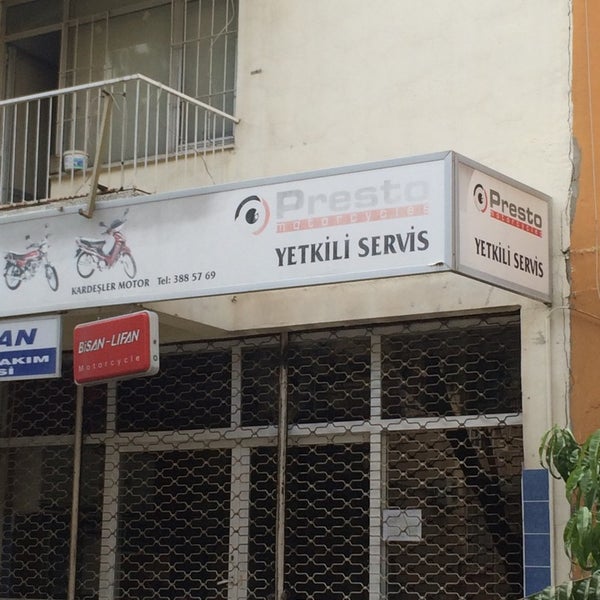 Presto
motorcycles
YETKİLİ SERVİS
KARDEŞLER MOTOR Tel: 388 57 69
Presto
motorcycles
YETKİLİ SERVİS
BiSAN-LIFAN
Motorcycle
AN
AKIM
Sİ